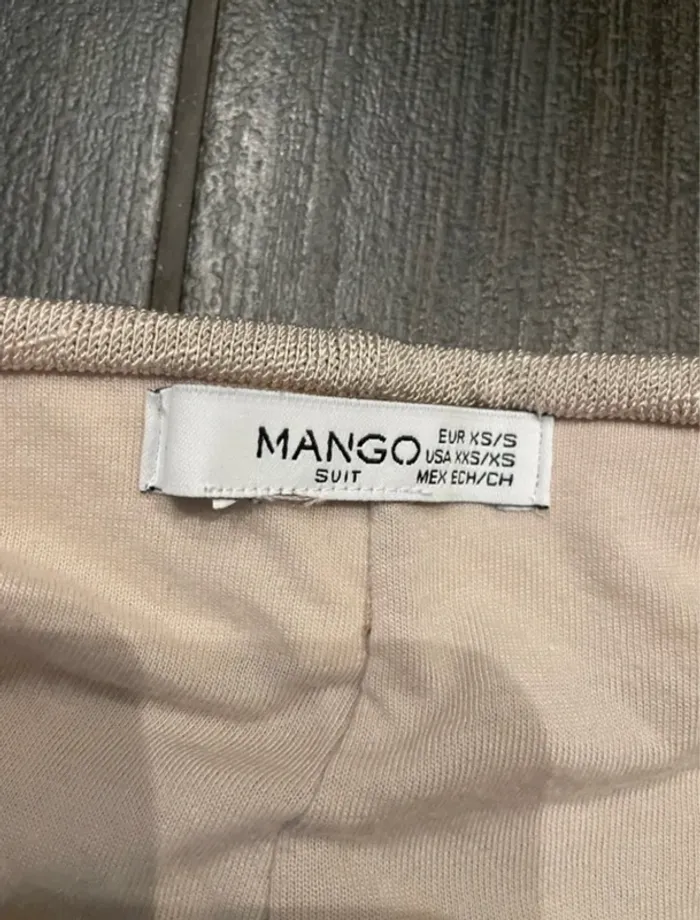 MANGO
SUIT
EUR XS/S
USA XXS/XS
MEX ECH/CH